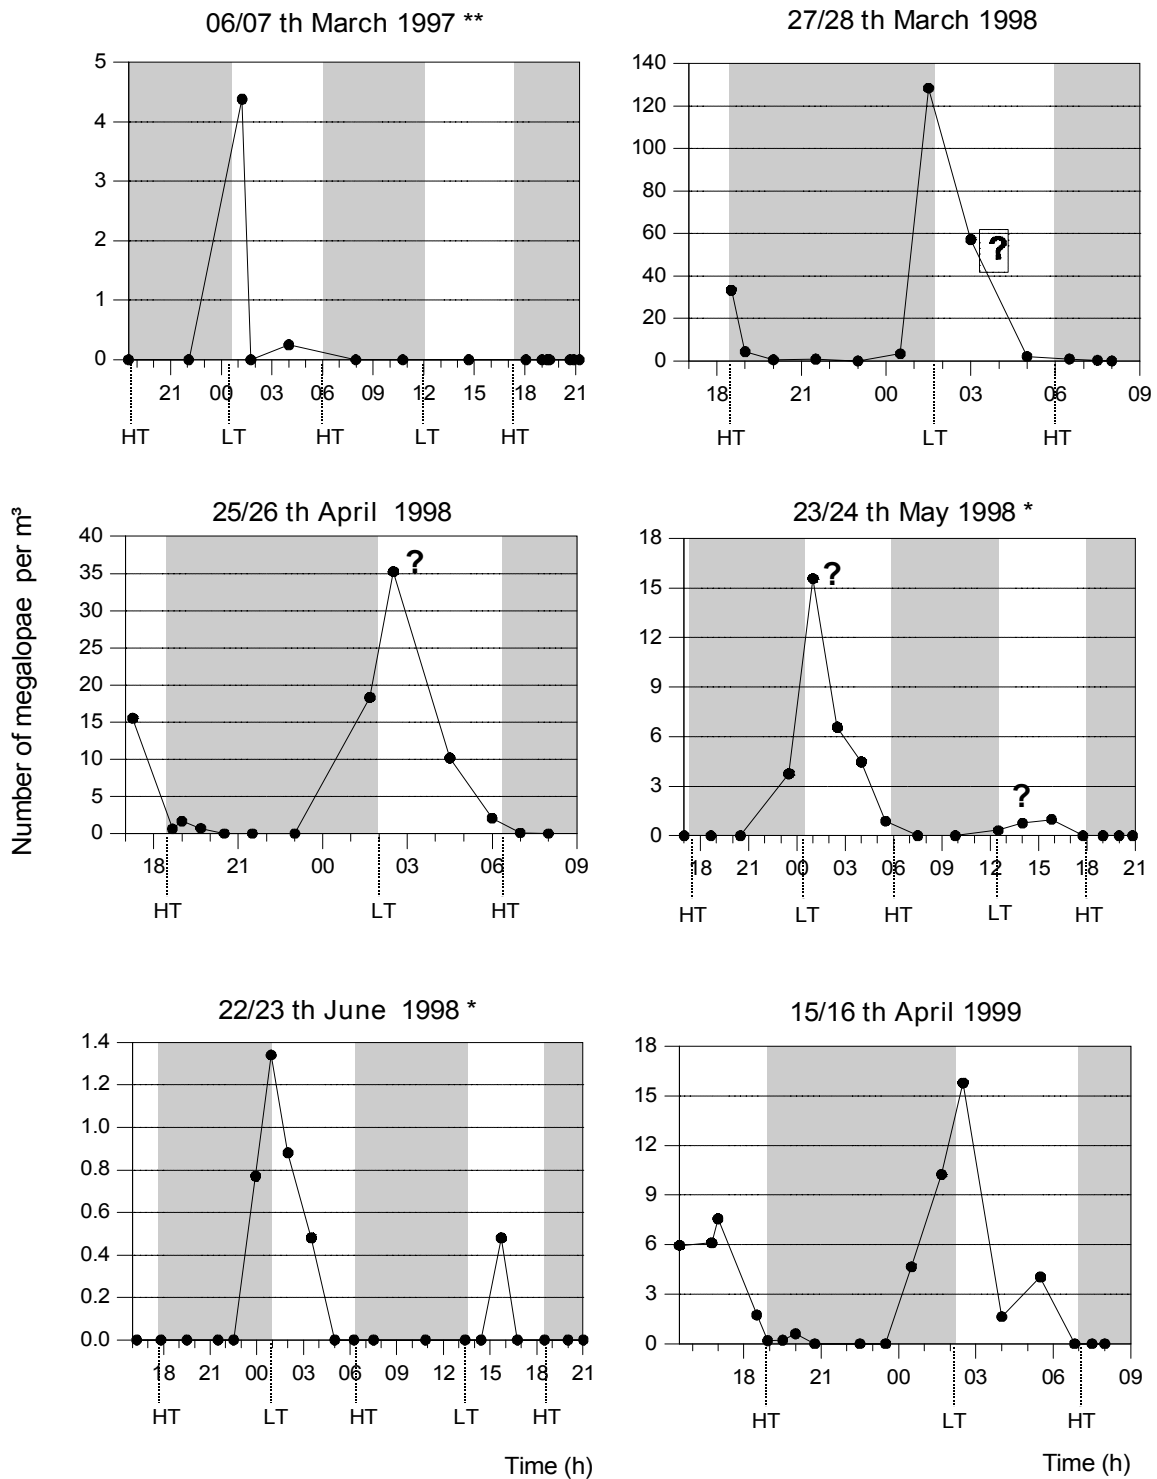 06/07 th March 1997 **
5
4
3
2
1
0
21 00 03 06 09 12 15 18 21
HT LT HT LT HT
27/28 th March 1998
140
120
100
80
60
40
20
0
?
18 21 00 03 06 09
HT LT HT
Number of megalopae per m³
25/26 th April 1998
40
35
30
25
20
15
10
5
0
?
18 21 00 03 06 09
HT LT HT
23/24 th May 1998 *
18
15
12
9
6
3
0
?
?
18 21 00 03 06 09 12 15 18 21
HT LT HT LT HT
22/23 th June 1998 *
1.4
1.2
1.0
0.8
0.6
0.4
0.2
0.0
18 21 00 03 06 09 12 15 18 21
HT LT HT LT HT
Time (h)
15/16 th April 1999
18
15
12
9
6
3
0
18 21 00 03 06 09
HT LT HT
Time (h)